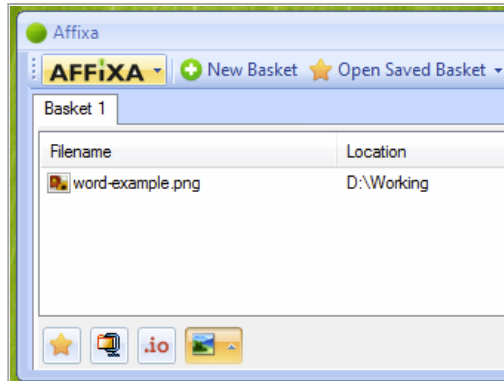 Affixa
AFFiXA New Basket Open Saved Basket
Basket 1
Filename Location
word-example.png D:\Working
.io